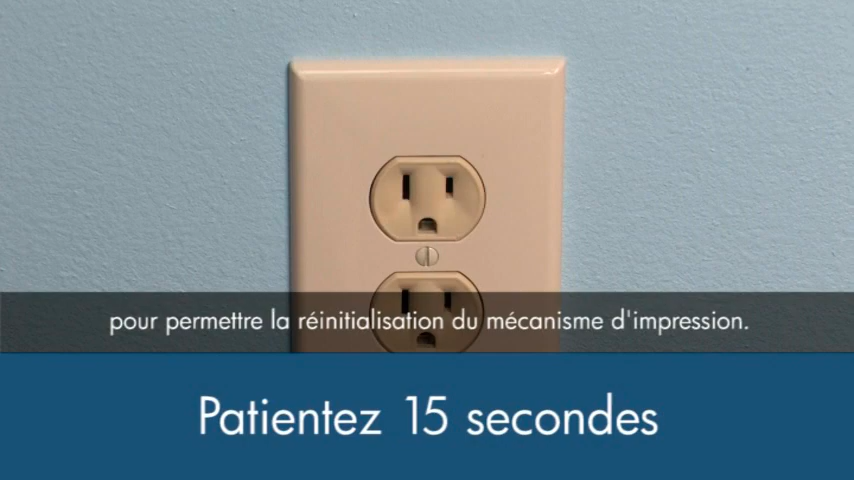 pour permettre la réinitialisation du mécanisme d'impression.
Patientez 15 secondes